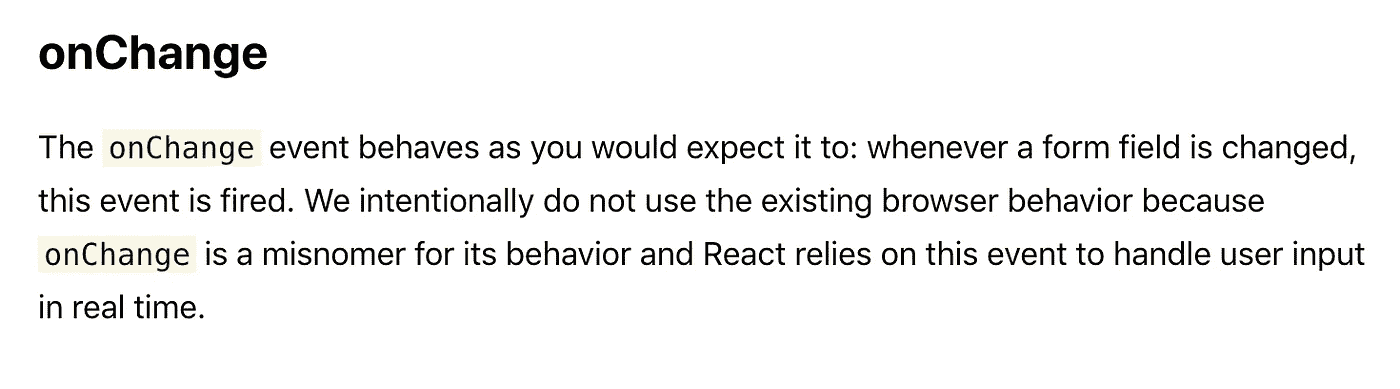 onChange
The onChange event behaves as you would expect it to: whenever a form field is changed,
this event is fired. We intentionally do not use the existing browser behavior because
onChange is a misnomer for its behavior and React relies on this event to handle user input
in real time.